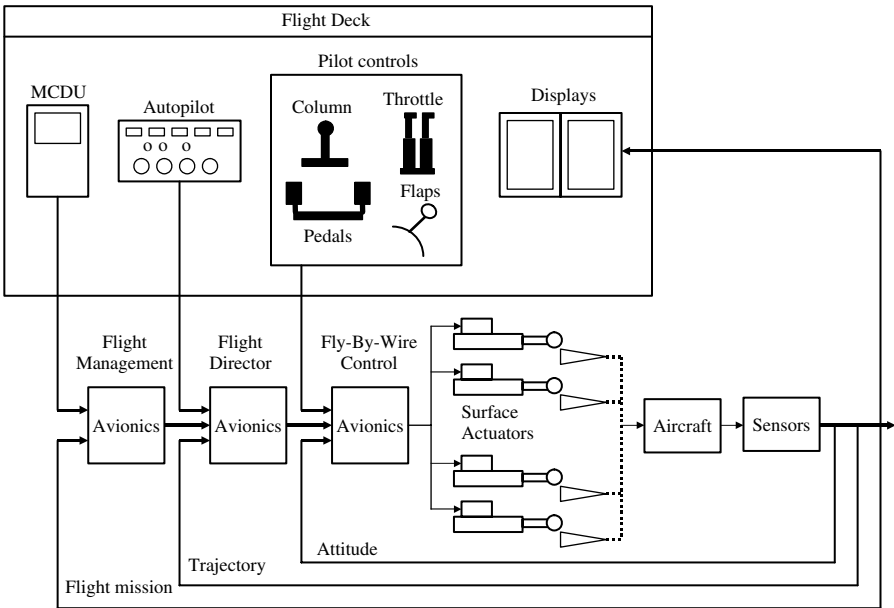 Flight Deck
Pilot controls
MCDU
Autopilot
Column
Throttle
Displays
Flaps
Pedals
Flight
Management
Flight
Director
Fly-By-Wire
Control
Avionics
Avionics
Avionics
Surface
Actuators
Aircraft
Sensors
Attitude
Trajectory
Flight mission